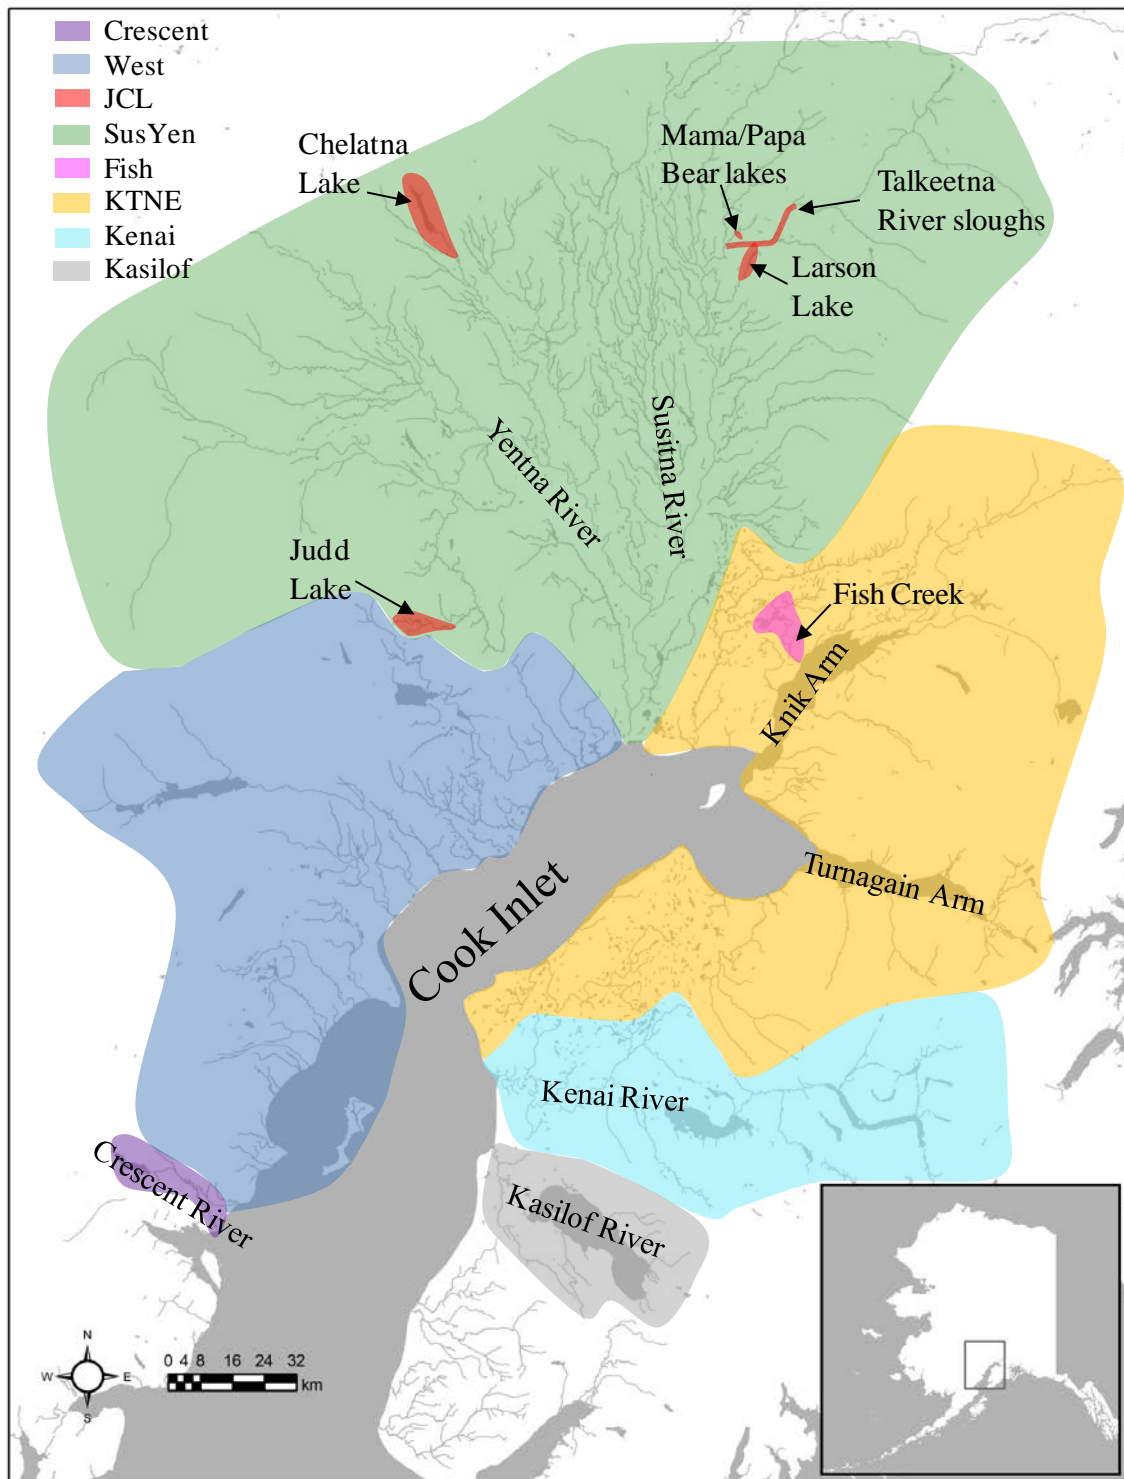 Crescent
West
JCL
SusYen
Fish
KTNE
Kenai
Kasilof
Chelatna
Lake
Mama/Papa
Bear lakes
Talkeetna
River sloughs
Larson
Lake
Yentna River
Susitna River
Judd
Lake
Fish Creek
Knik Arm
Turnagain Arm
Cook Inlet
Kenai River
Crescent River
Kasilof River
N
W E
S
0 4 8 16 24 32
km